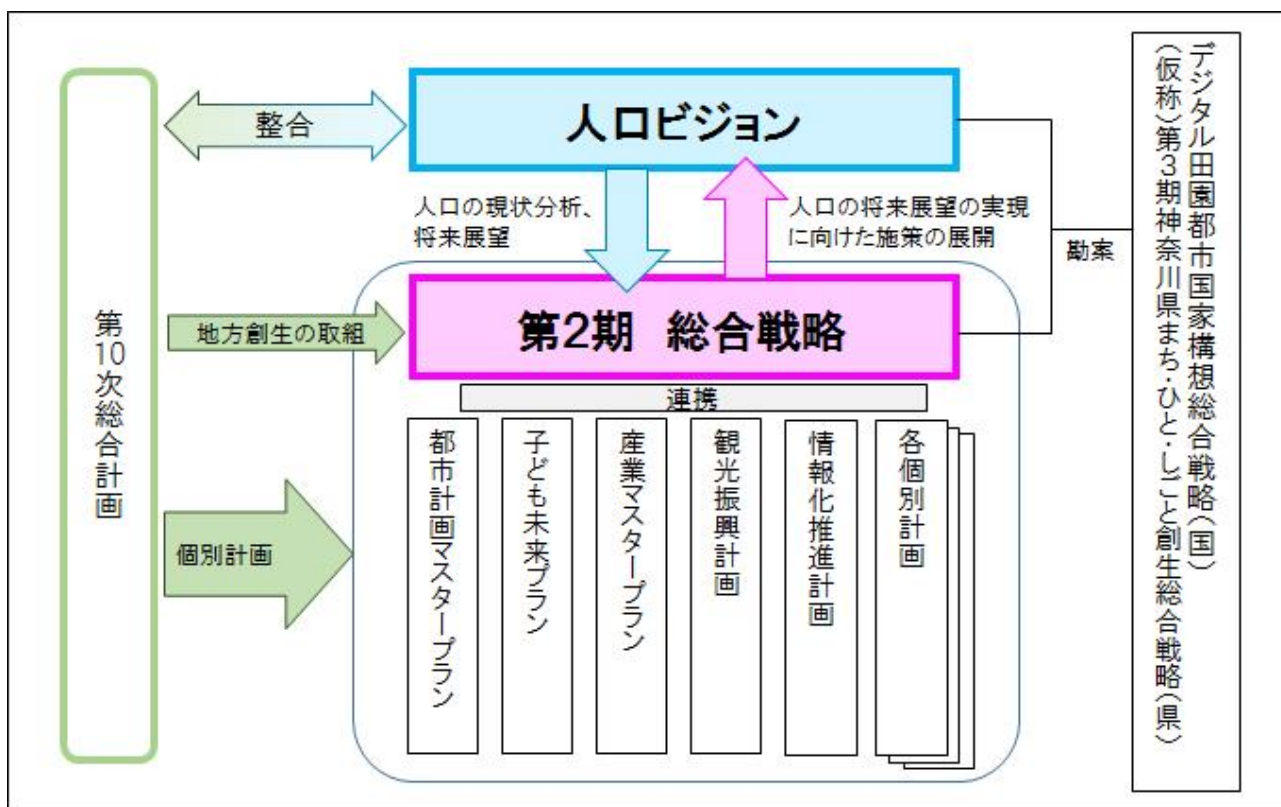 第10次総合計画
整合
人口ビジョン
人口の現状分析、
将来展望
人口の将来展望の実現
に向けた施策の展開
地方創生の取組
第2期　総合戦略
連携
個別計画
都市計画マスタープラン
子ども未来プラン
産業マスタープラン
観光振興計画
情報化推進計画
各個別計画
勘案
デジタル田園都市国家構想総合戦略(国)
(仮称)第3期神奈川県まち・ひと・しごと創生総合戦略(県)